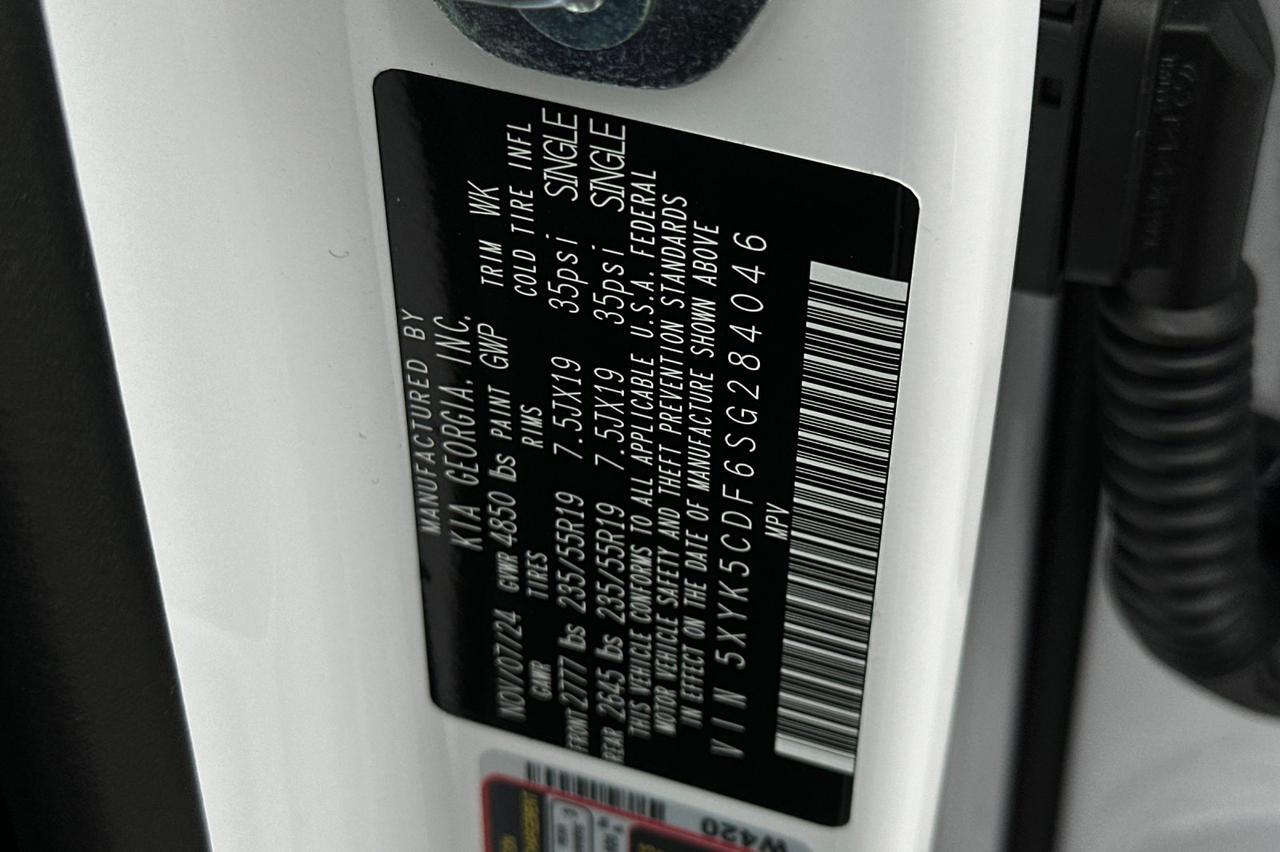 MANUFACTURED BY
KIA GEORGIA, INC.
NOV/07/24 GVWR 4850 lbs PAINT GWP TRIM WK
GAWR TIRES RIMS COLD TIRE INFL
FRONT 2777 lbs 235/55R19 7.5JX19 35psi SINGLE
REAR 2645 lbs 235/55R19 7.5JX19 35psi SINGLE
THIS VEHICLE CONFORMS TO ALL APPLICABLE U.S.A. FEDERAL
MOTOR VEHICLE SAFETY AND THEFT PREVENTION STANDARDS
IN EFFECT ON THE DATE OF MANUFACTURE SHOWN ABOVE
VIN 5XYK5CDF6SG284046
MPV
W420